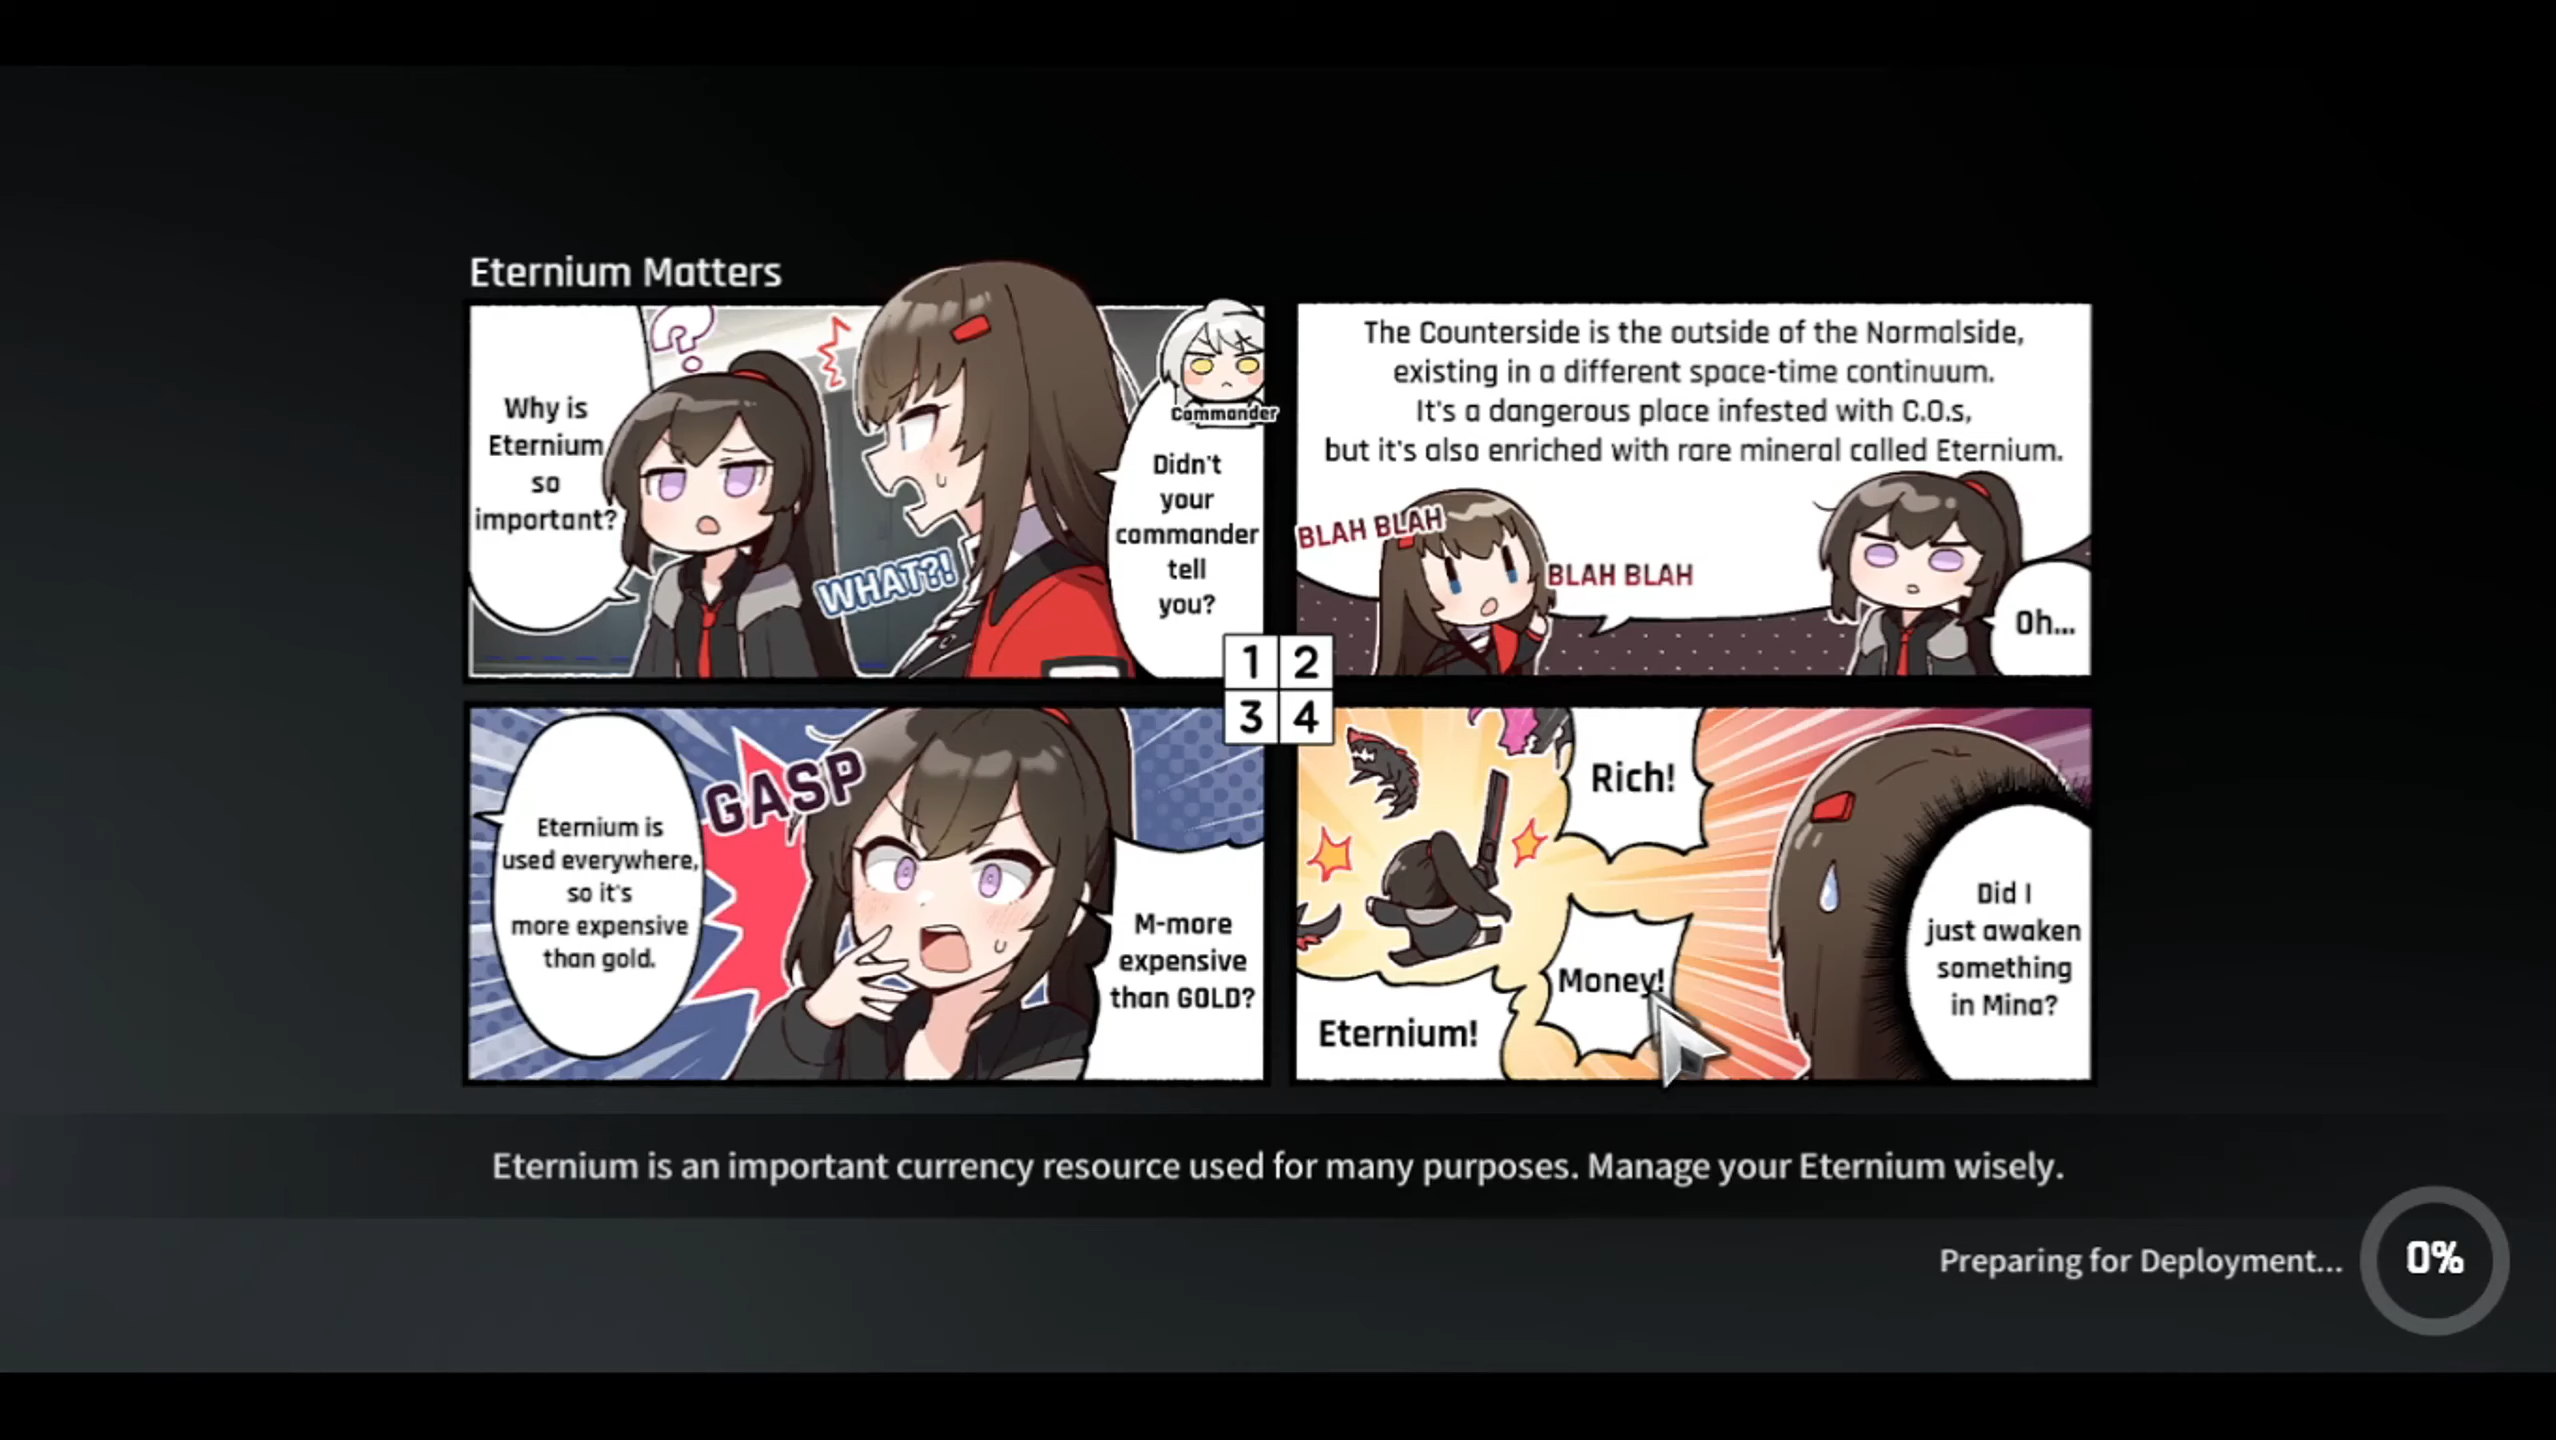 Eternium Matters
Why is
Eternium
so
important?
?
WHAT?!
Commander
Didn't
your
commander
tell
you?
The Counterside is the outside of the Normalside,
existing in a different space-time continuum.
It's a dangerous place infested with C.O.s,
but it's also enriched with rare mineral called Eternium.
BLAH BLAH
BLAH BLAH
Oh...
1 2
3 4
Eternium is
used everywhere,
so it's
more expensive
than gold.
GASP
M-more
expensive
than GOLD?
Rich!
Money!
Eternium!
Did I
just awaken
something
in Mina?
Eternium is an important currency resource used for many purposes. Manage your Eternium wisely.
Preparing for Deployment...
0%